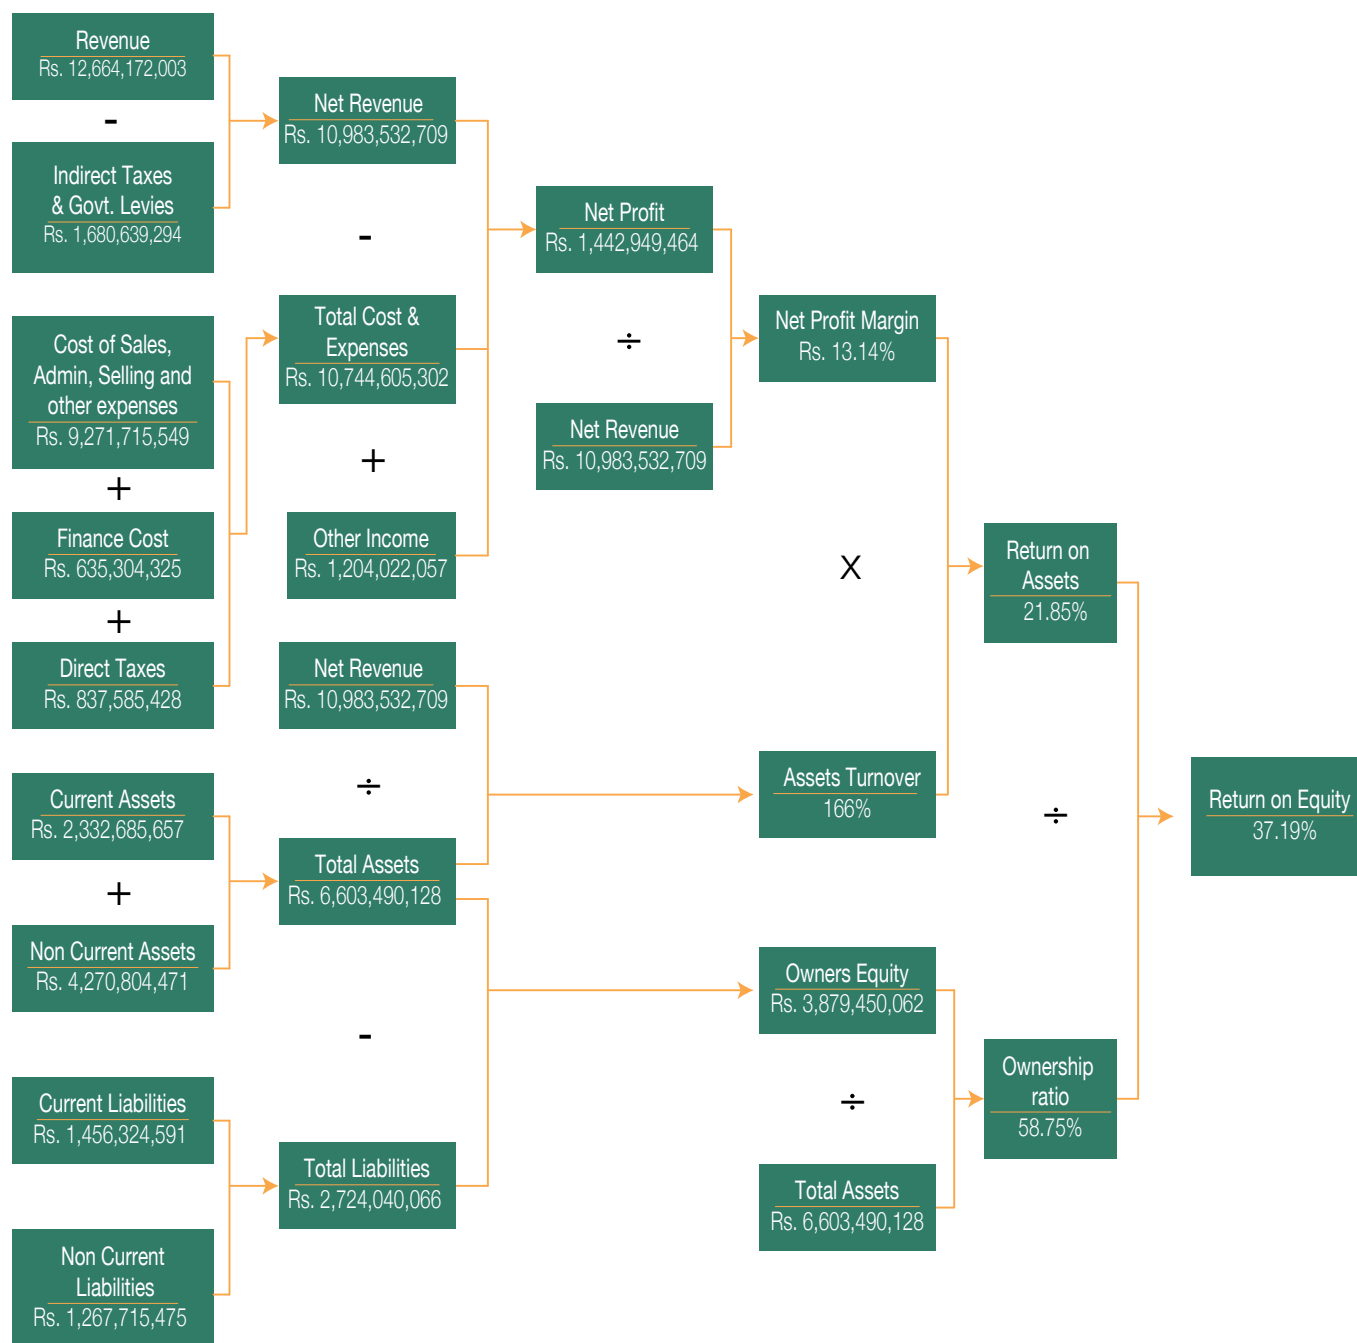 Revenue
Rs. 12,664,172,003
-
Indirect Taxes
& Govt. Levies
Rs. 1,680,639,294
Cost of Sales,
Admin, Selling and
other expenses
Rs. 9,271,715,549
+
Finance Cost
Rs. 635,304,325
+
Direct Taxes
Rs. 837,585,428
Current Assets
Rs. 2,332,685,657
+
Non Current Assets
Rs. 4,270,804,471
Current Liabilities
Rs. 1,456,324,591
Non Current
Liabilities
Rs. 1,267,715,475
Net Revenue
Rs. 10,983,532,709
-
Total Cost &
Expenses
Rs. 10,744,605,302
+
Other Income
Rs. 1,204,022,057
Net Revenue
Rs. 10,983,532,709
÷
Total Assets
Rs. 6,603,490,128
-
Total Liabilities
Rs. 2,724,040,066
Net Profit
Rs. 1,442,949,464
÷
Net Revenue
Rs. 10,983,532,709
Net Profit Margin
Rs. 13.14%
X
Assets Turnover
166%
Owners Equity
Rs. 3,879,450,062
÷
Total Assets
Rs. 6,603,490,128
Return on
Assets
21.85%
÷
Ownership
ratio
58.75%
Return on Equity
37.19%